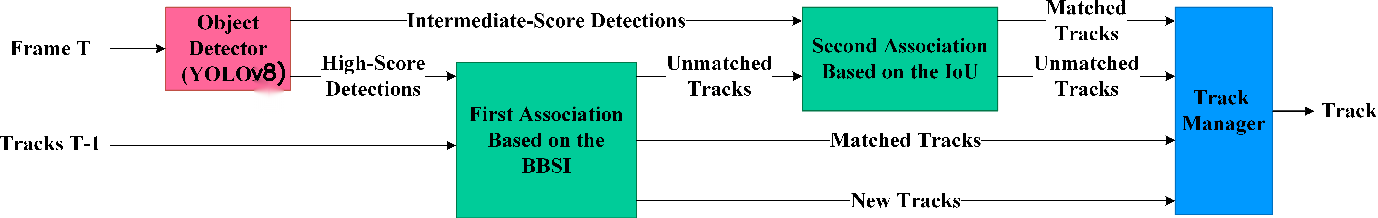 Frame T
Tracks T-1
Object
Detector
(YOLOv8)
Intermediate-Score Detections
High-Score
Detections
First Association
Based on the
BBSI
Unmatched
Tracks
Second Association
Based on the IoU
Matched
Tracks
Unmatched
Tracks
Matched Tracks
New Tracks
Track
Manager
Track